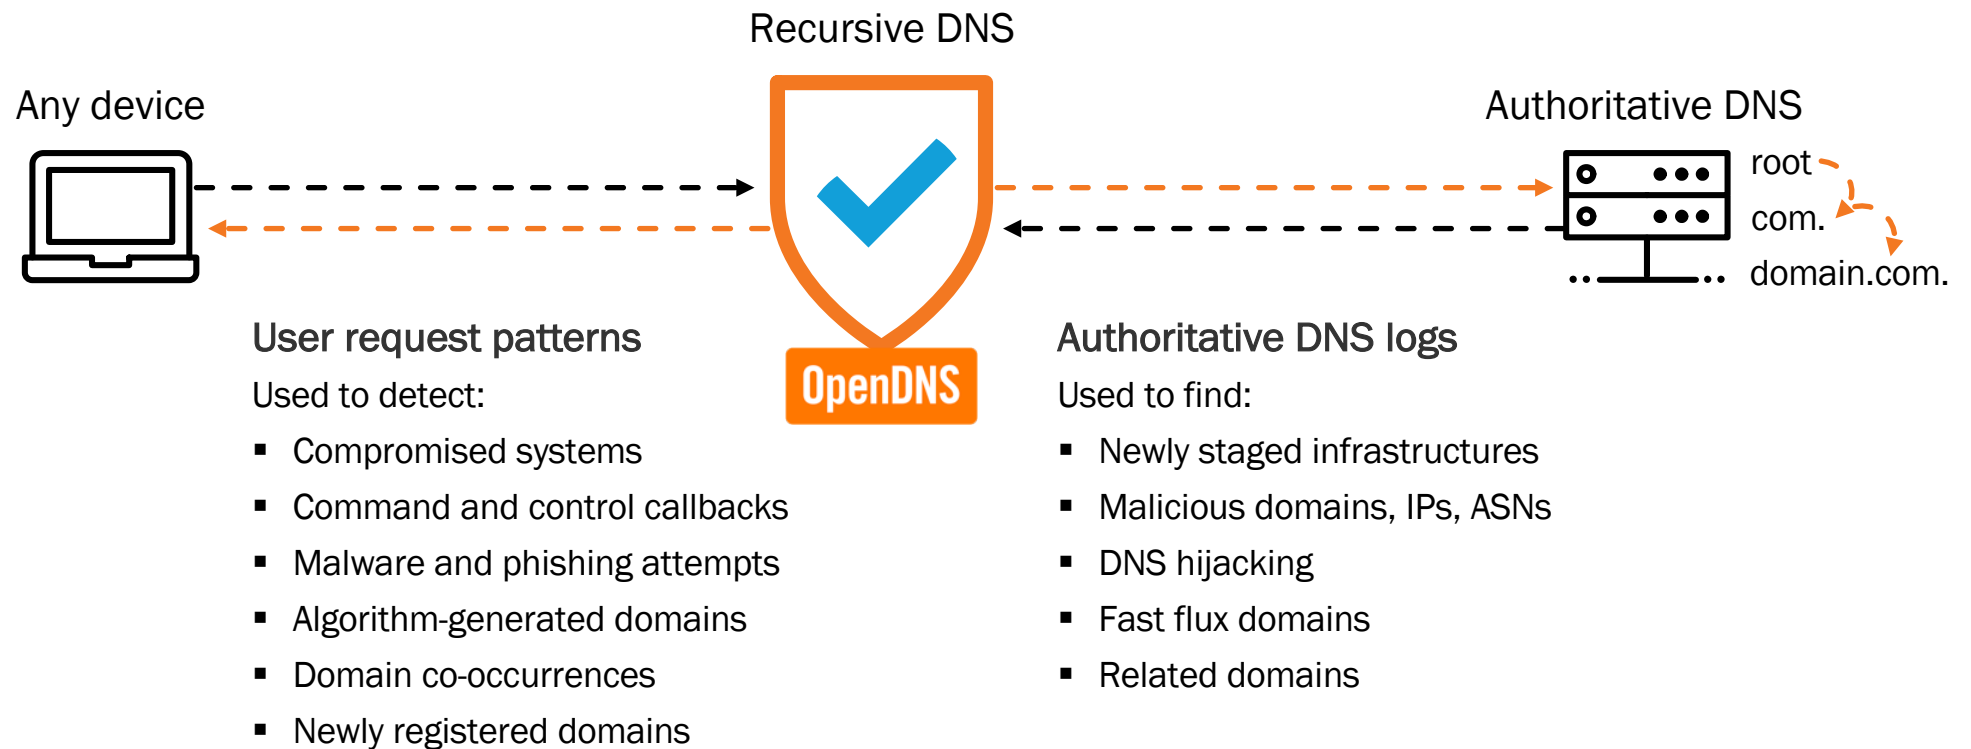 Recursive DNS
Any device
Authoritative DNS
root
com.
domain.com.
OpenDNS
User request patterns
Used to detect:
▪ Compromised systems
▪ Command and control callbacks
▪ Malware and phishing attempts
▪ Algorithm-generated domains
▪ Domain co-occurrences
▪ Newly registered domains
Authoritative DNS logs
Used to find:
▪ Newly staged infrastructures
▪ Malicious domains, IPs, ASNs
▪ DNS hijacking
▪ Fast flux domains
▪ Related domains